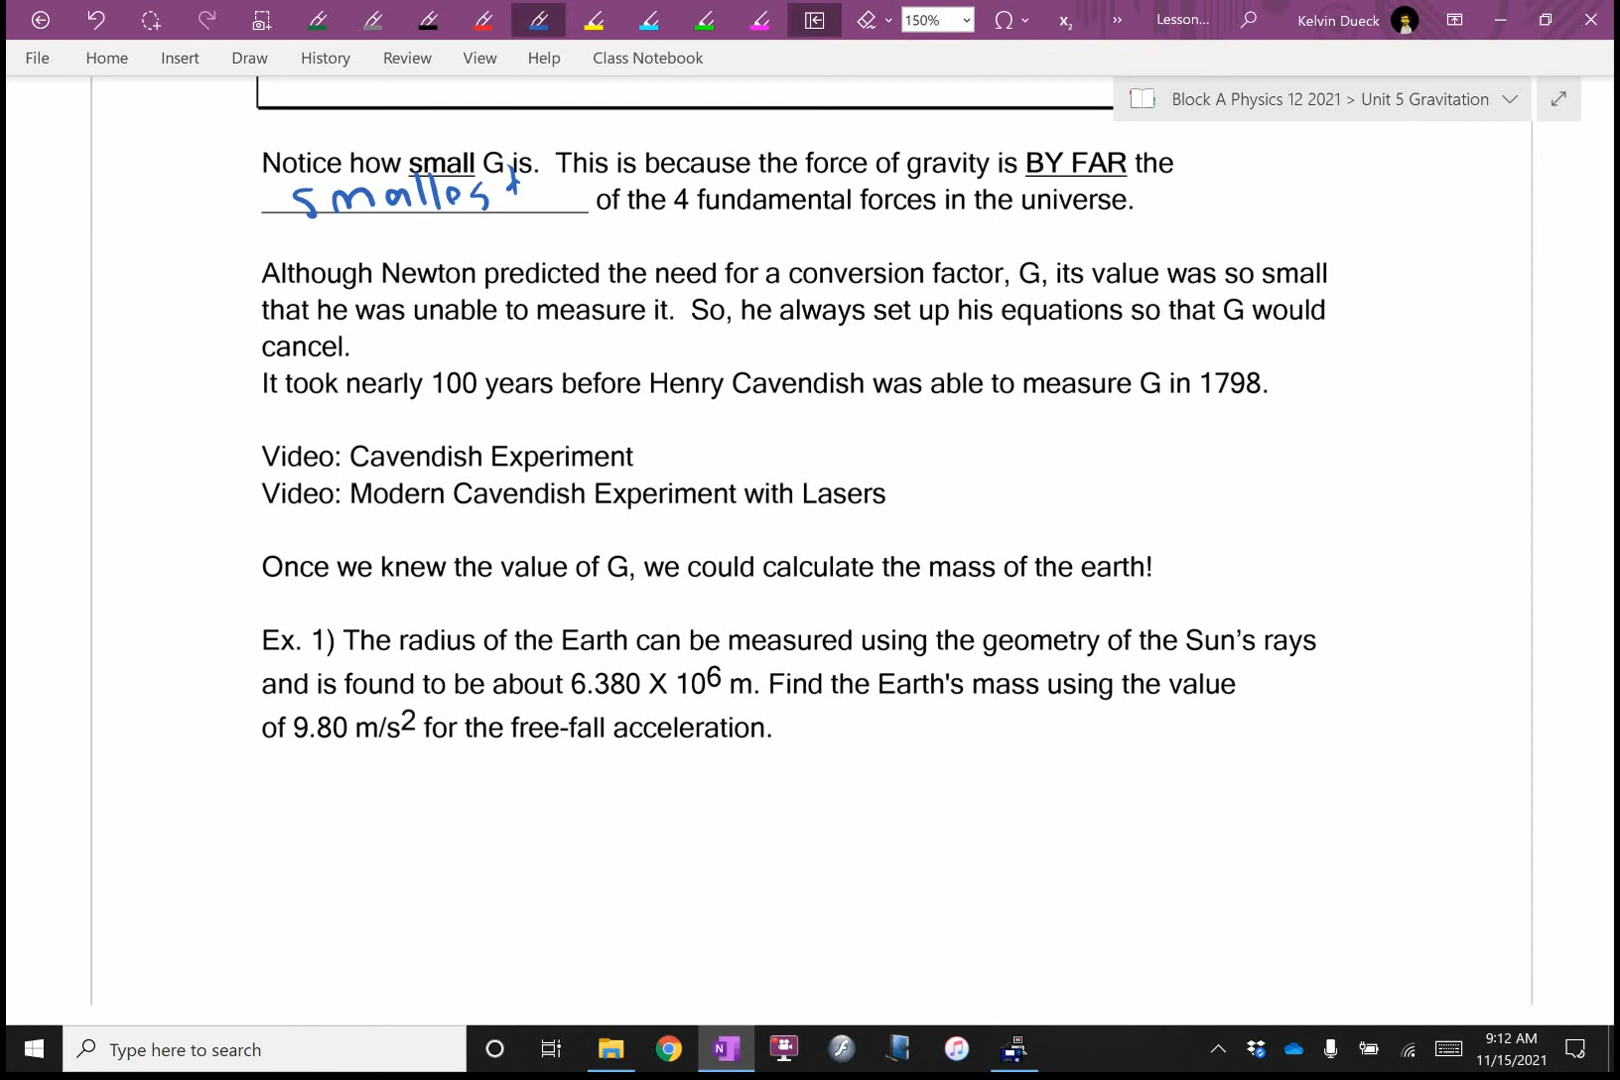 150%
x₂
Lesson...
Kelvin Dueck
File Home Insert Draw History Review View Help Class Notebook
Block A Physics 12 2021 > Unit 5 Gravitation
Notice how small G is. This is because the force of gravity is BY FAR the
smallest of the 4 fundamental forces in the universe.
Although Newton predicted the need for a conversion factor, G, its value was so small
that he was unable to measure it. So, he always set up his equations so that G would
cancel.
It took nearly 100 years before Henry Cavendish was able to measure G in 1798.
Video: Cavendish Experiment
Video: Modern Cavendish Experiment with Lasers
Once we knew the value of G, we could calculate the mass of the earth!
Ex. 1) The radius of the Earth can be measured using the geometry of the Sun’s rays
and is found to be about 6.380 X 10⁶ m. Find the Earth's mass using the value
of 9.80 m/s² for the free-fall acceleration.
Type here to search
9:12 AM
11/15/2021